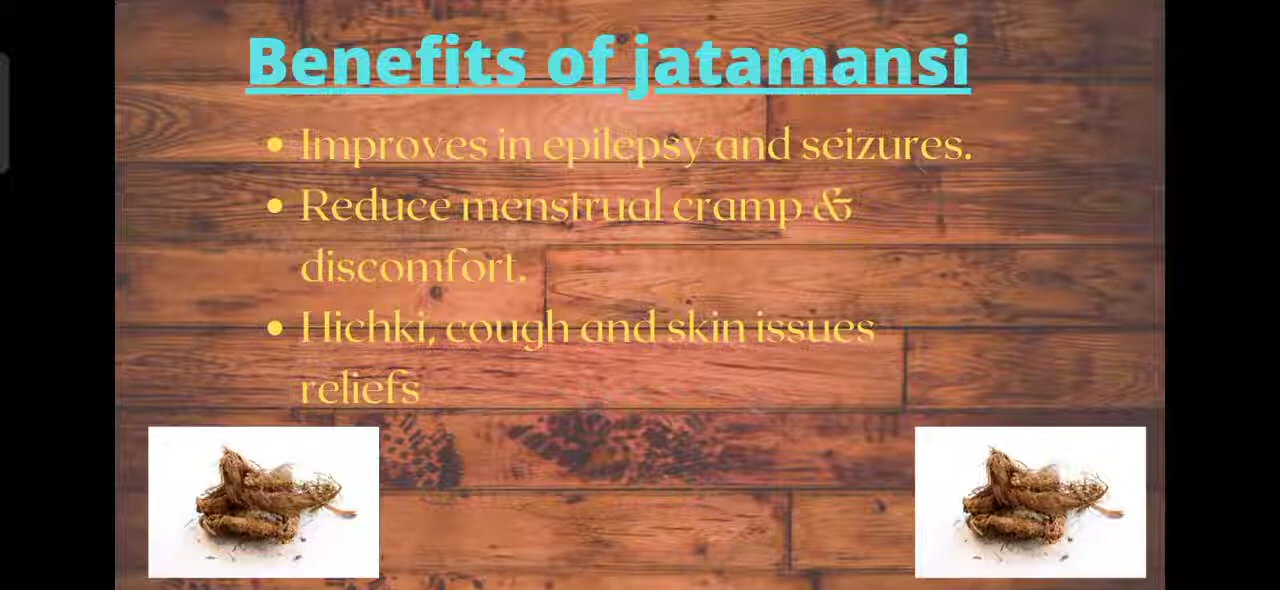 Benefits of jatamansi
• Improves in epilepsy and seizures.
• Reduce menstrual cramp &
discomfort.
• Hichki, cough and skin issues
reliefs